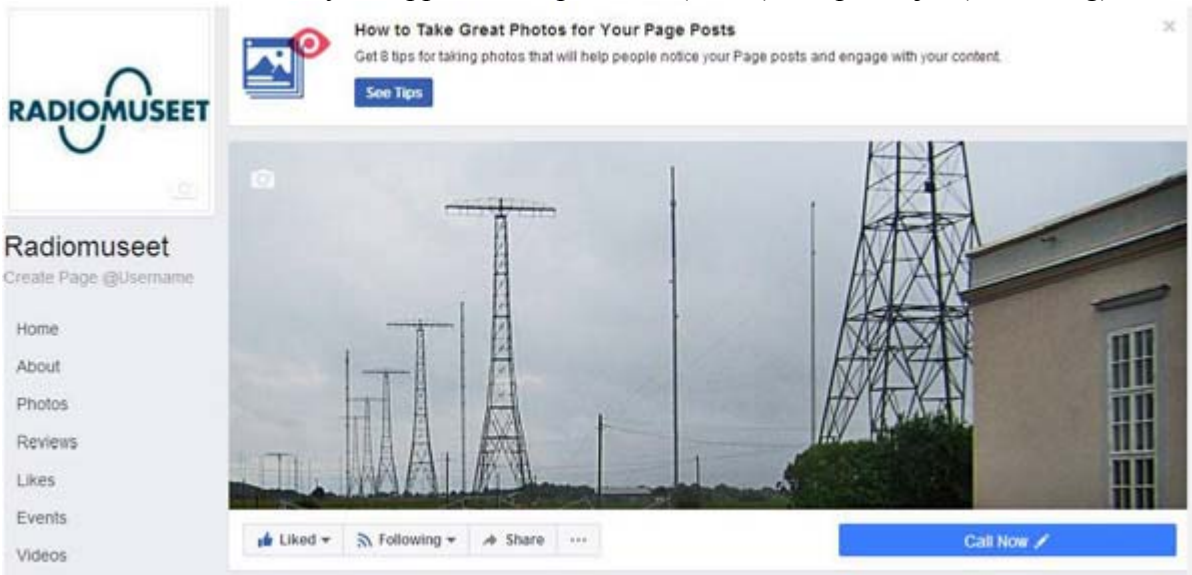 How to Take Great Photos for Your Page Posts
Get 8 tips for taking photos that will help people notice your Page posts and engage with your content.
See Tips
RADIOMUSEET
Radiomuseet
Create Page @Username
Home
About
Photos
Reviews
Likes
Events
Videos
Liked
Following
Share
Call Now